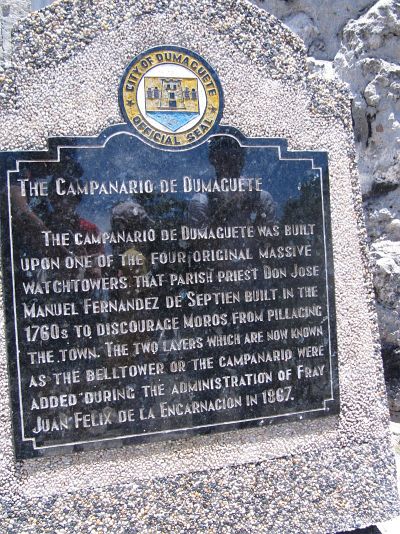 CITY OF DUMAGUETE
OFFICIAL SEAL
THE CAMPANARIO DE DUMAGUETE
THE CAMPANARIO DE DUMAGUETE WAS BUILT
UPON ONE OF THE FOUR ORIGINAL MASSIVE
WATCHTOWERS THAT PARISH PRIEST DON JOSE
MANUEL FERNANDEZ DE SEPTIEN BUILT IN THE
1760s TO DISCOURAGE MOROS FROM PILLAGING
THE TOWN. THE TWO LAYERS WHICH ARE NOW KNOWN
AS THE BELLTOWER OR THE CAMPANARIO WERE
ADDED DURING THE ADMINISTRATION OF FRAY
JUAN FELIX DE LA ENCARNACION IN 1867.